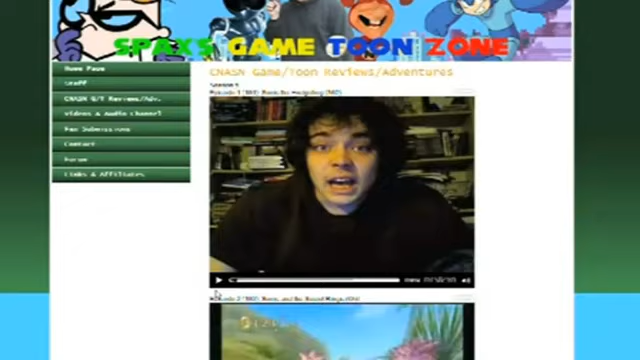 SPAX'S GAME TOON ZONE
CNASN Game/Toon Reviews/Adventures
Home Page
Staff
CNASN G/T Reviews/Adv.
Videos & Audio Channel
Fan Submissions
Contact
Forum
Links & Affiliates
Season 1